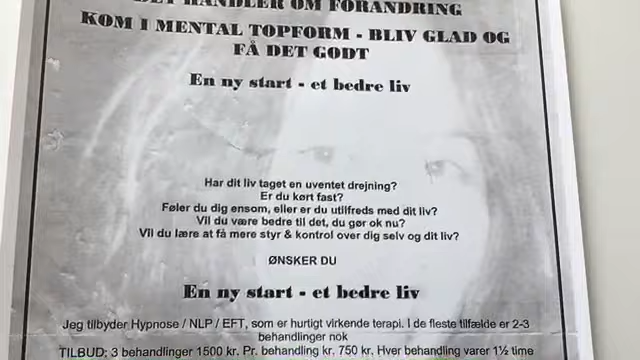 DET HANDLER OM FORANDRING
KOM I MENTAL TOPFORM - BLIV GLAD OG
FÅ DET GODT
En ny start - et bedre liv
Har dit liv taget en uventet drejning?
Er du kørt fast?
Føler du dig ensom, eller er du utilfreds med dit liv?
Vil du være bedre til det, du gør ok nu?
Vil du lære at få mere styr & kontrol over dig selv og dit liv?
ØNSKER DU
En ny start - et bedre liv
Jeg tilbyder Hypnose / NLP / EFT, som er hurtigt virkende terapi. I de fleste tilfælde er 2-3
behandlinger nok
TILBUD: 3 behandlinger 1500 kr. Pr. behandling kr. 750 kr. Hver behandling varer 1½ time